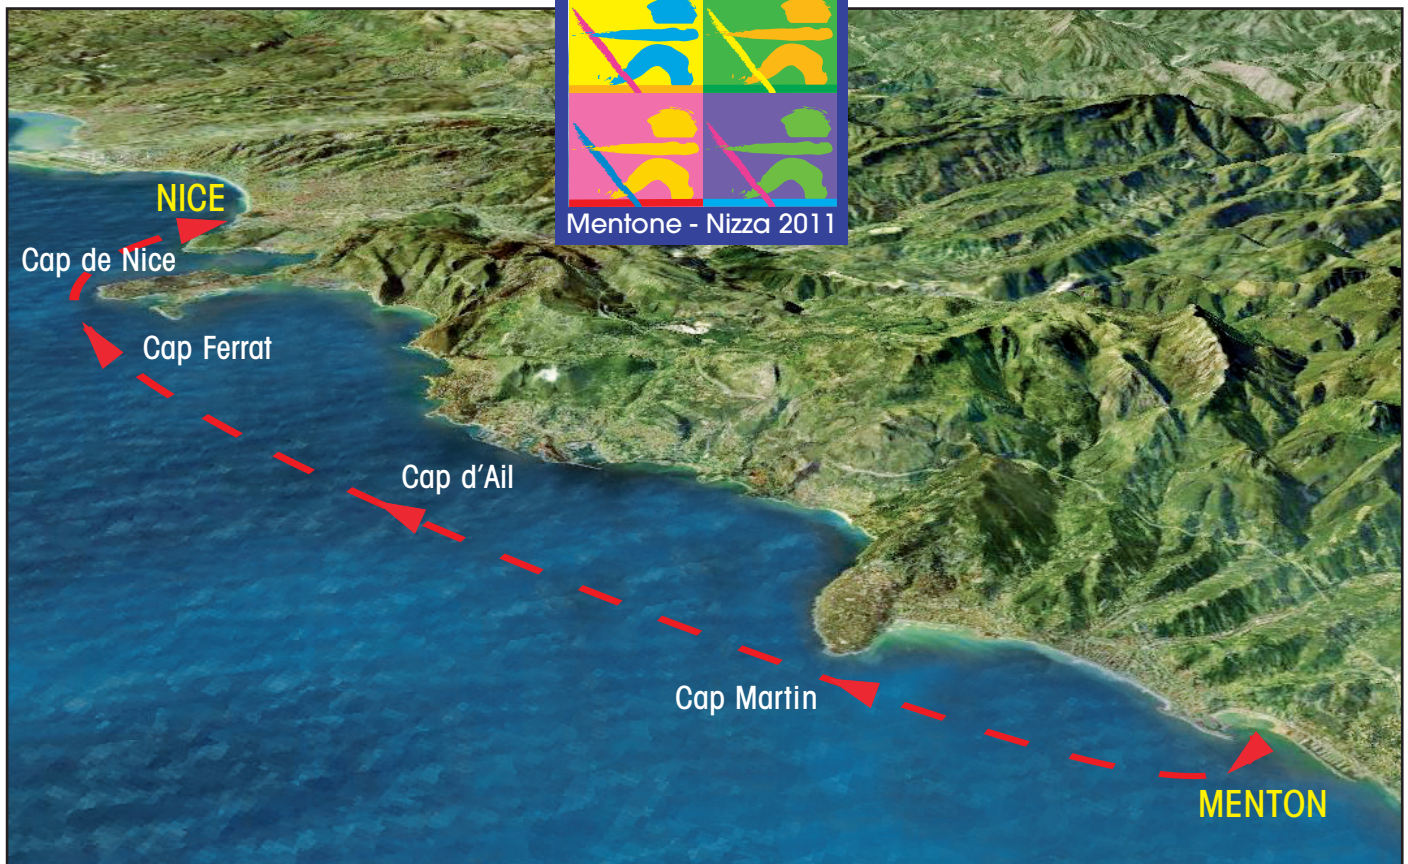 Mentone - Nizza 2011
NICE
Cap de Nice
Cap Ferrat
Cap d'Ail
Cap Martin
MENTON